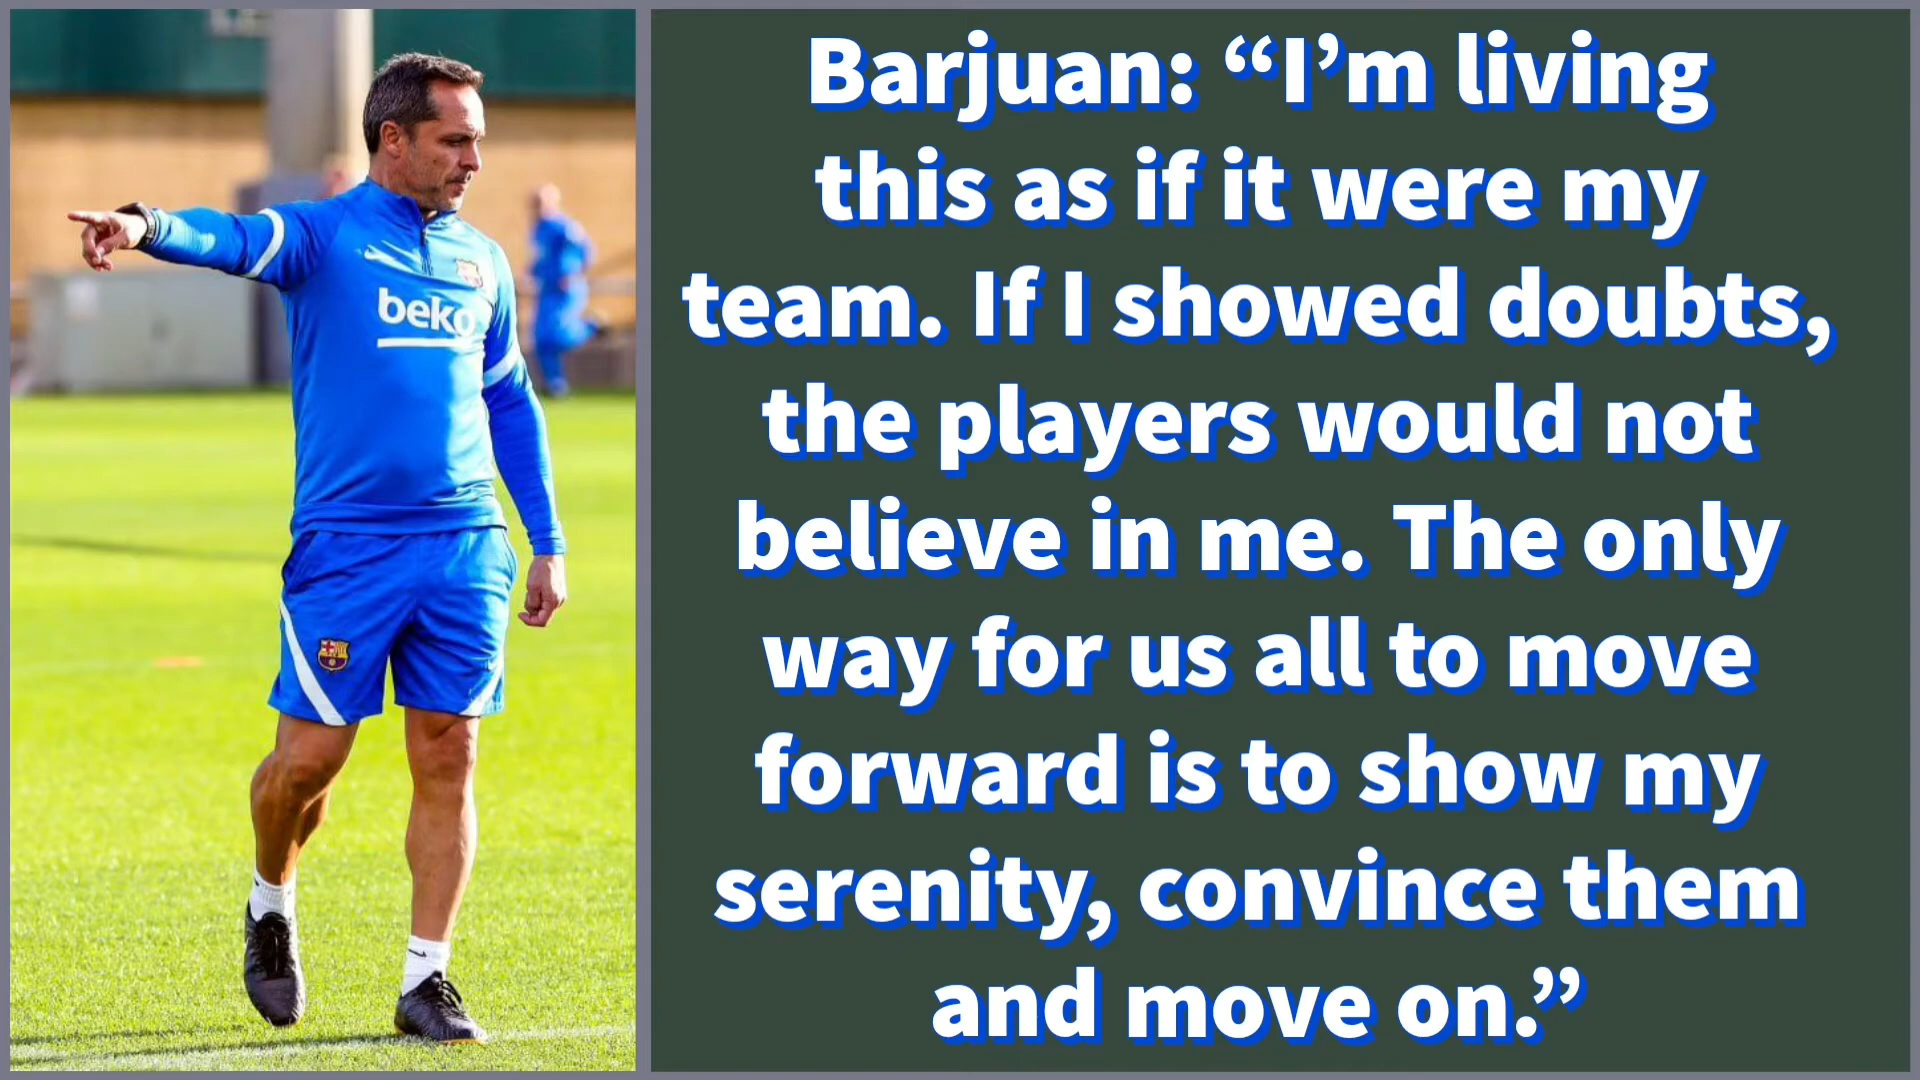 beko
Barjuan: “I’m living
this as if it were my
team. If I showed doubts,
the players would not
believe in me. The only
way for us all to move
forward is to show my
serenity, convince them
and move on.”